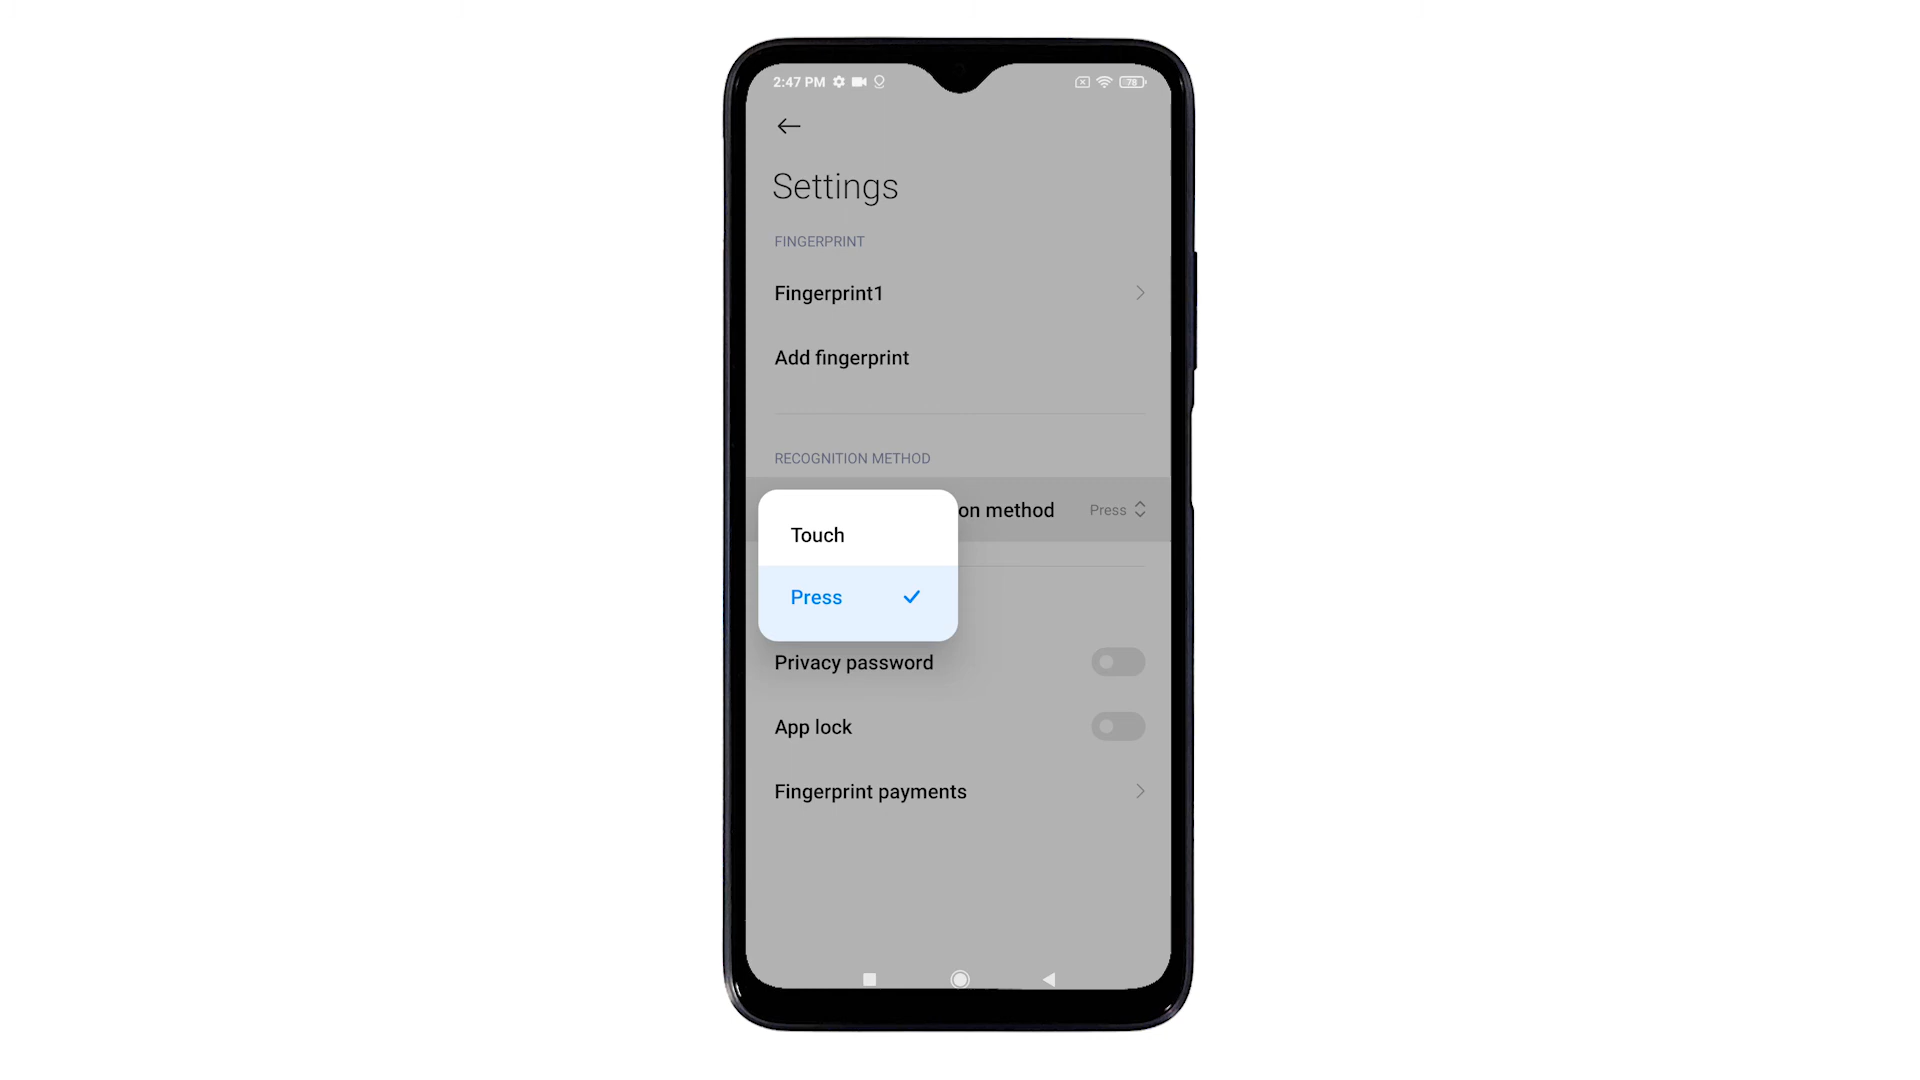 2:47 PM
78
Settings
FINGERPRINT
Fingerprint1
Add fingerprint
RECOGNITION METHOD
on method
Press
Touch
Press
Privacy password
App lock
Fingerprint payments